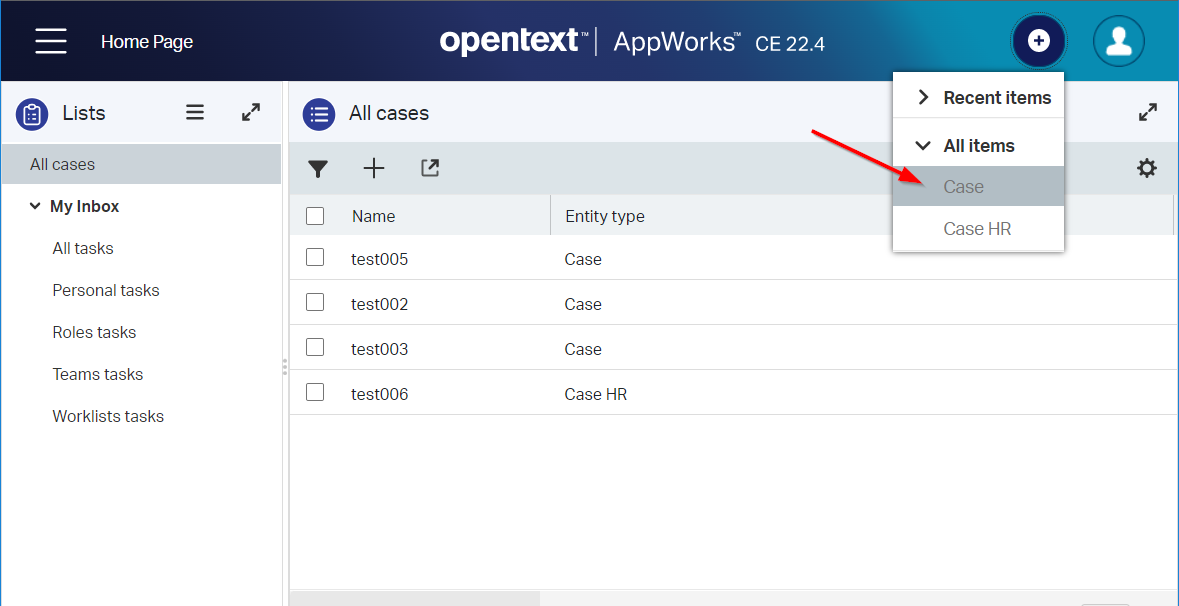 Home Page
opentext™ | AppWorks™ CE 22.4
Recent items
All items
Case
Case HR
Lists
All cases
My Inbox
All tasks
Personal tasks
Roles tasks
Teams tasks
Worklists tasks
All cases
Name Entity type
test005 Case
test002 Case
test003 Case
test006 Case HR